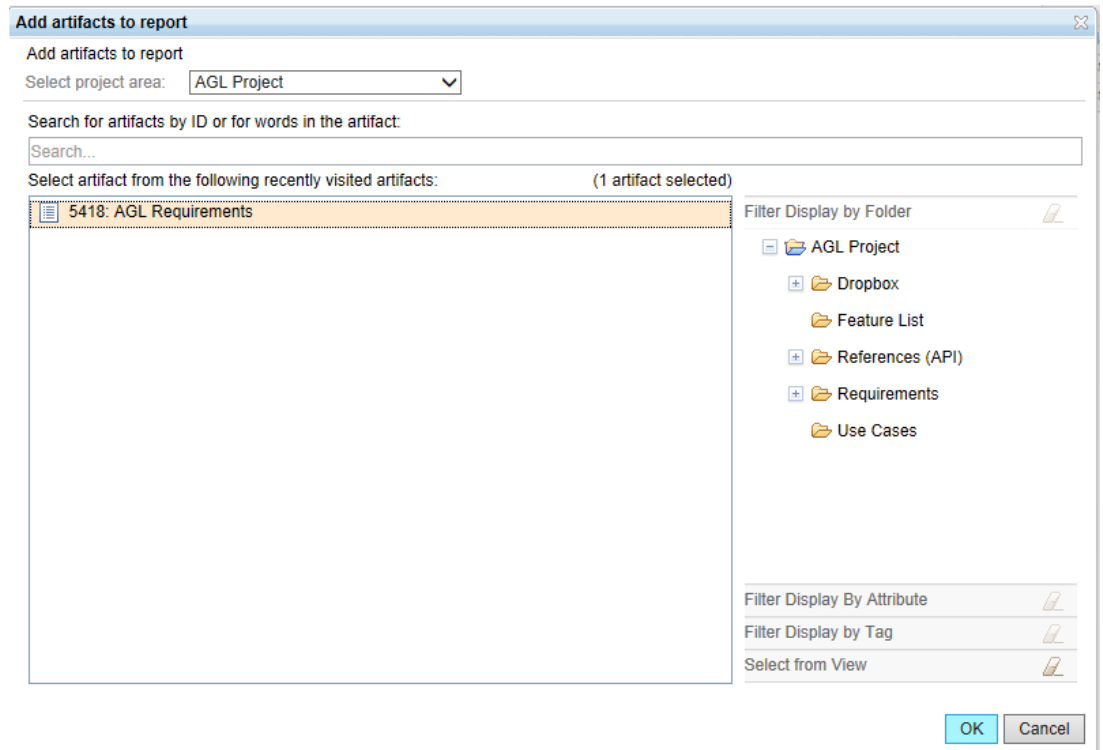 Add artifacts to report
Add artifacts to report
Select project area: AGL Project
Search for artifacts by ID or for words in the artifact:
Search...
Select artifact from the following recently visited artifacts: (1 artifact selected)
5418: AGL Requirements
Filter Display by Folder
AGL Project
Dropbox
Feature List
References (API)
Requirements
Use Cases
Filter Display By Attribute
Filter Display by Tag
Select from View
OK Cancel